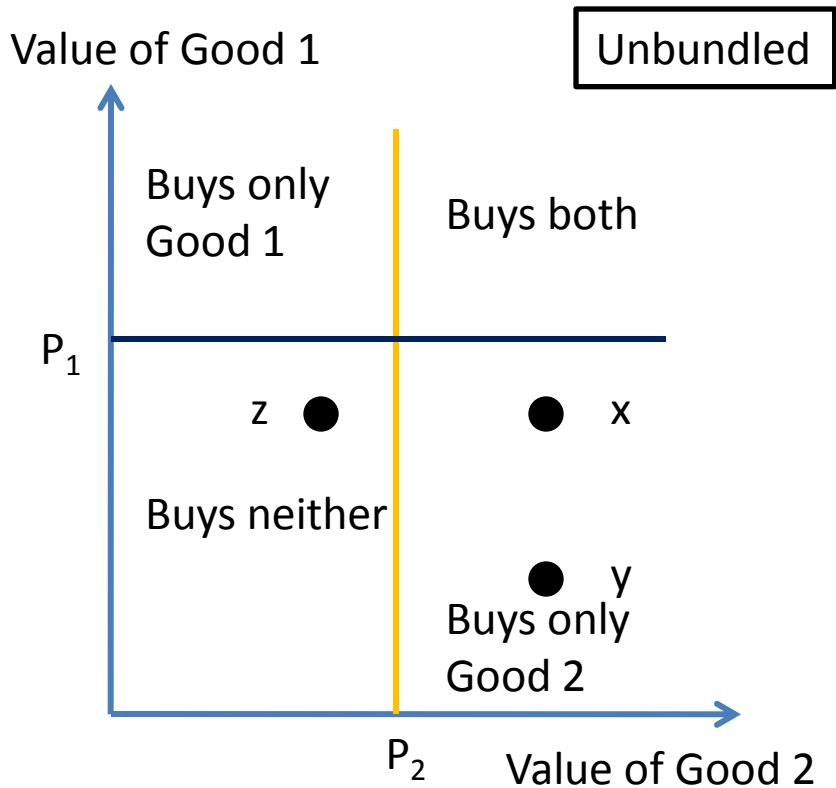 Value of Good 1
Unbundled
Buys only
Good 1
Buys both
P₁
z
x
Buys neither
y
Buys only
Good 2
P₂
Value of Good 2